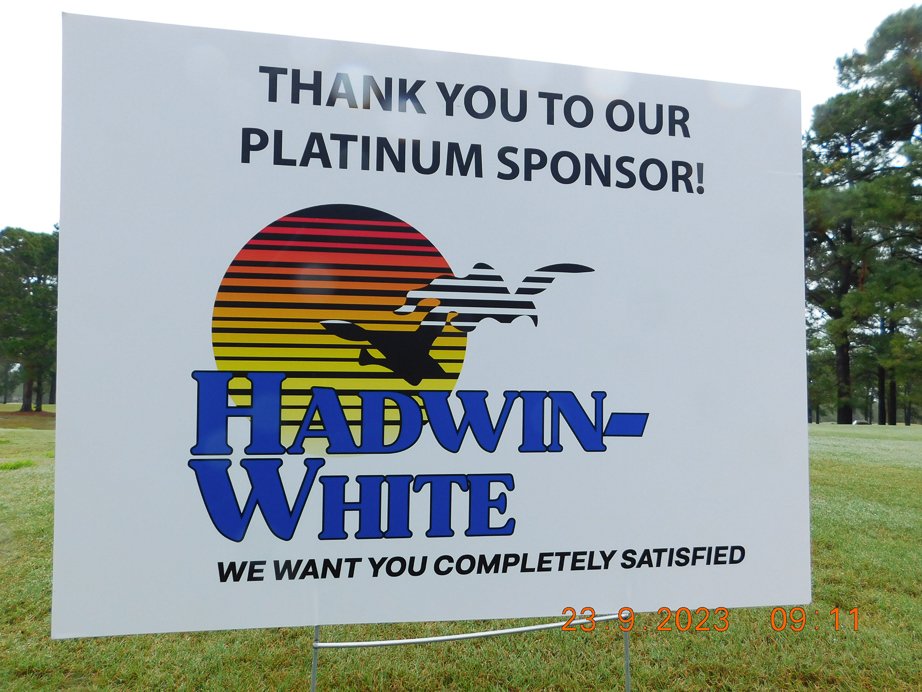 THANK YOU TO OUR
PLATINUM SPONSOR!
HADWIN-
WHITE
WE WANT YOU COMPLETELY SATISFIED
23 9 2023 09:11